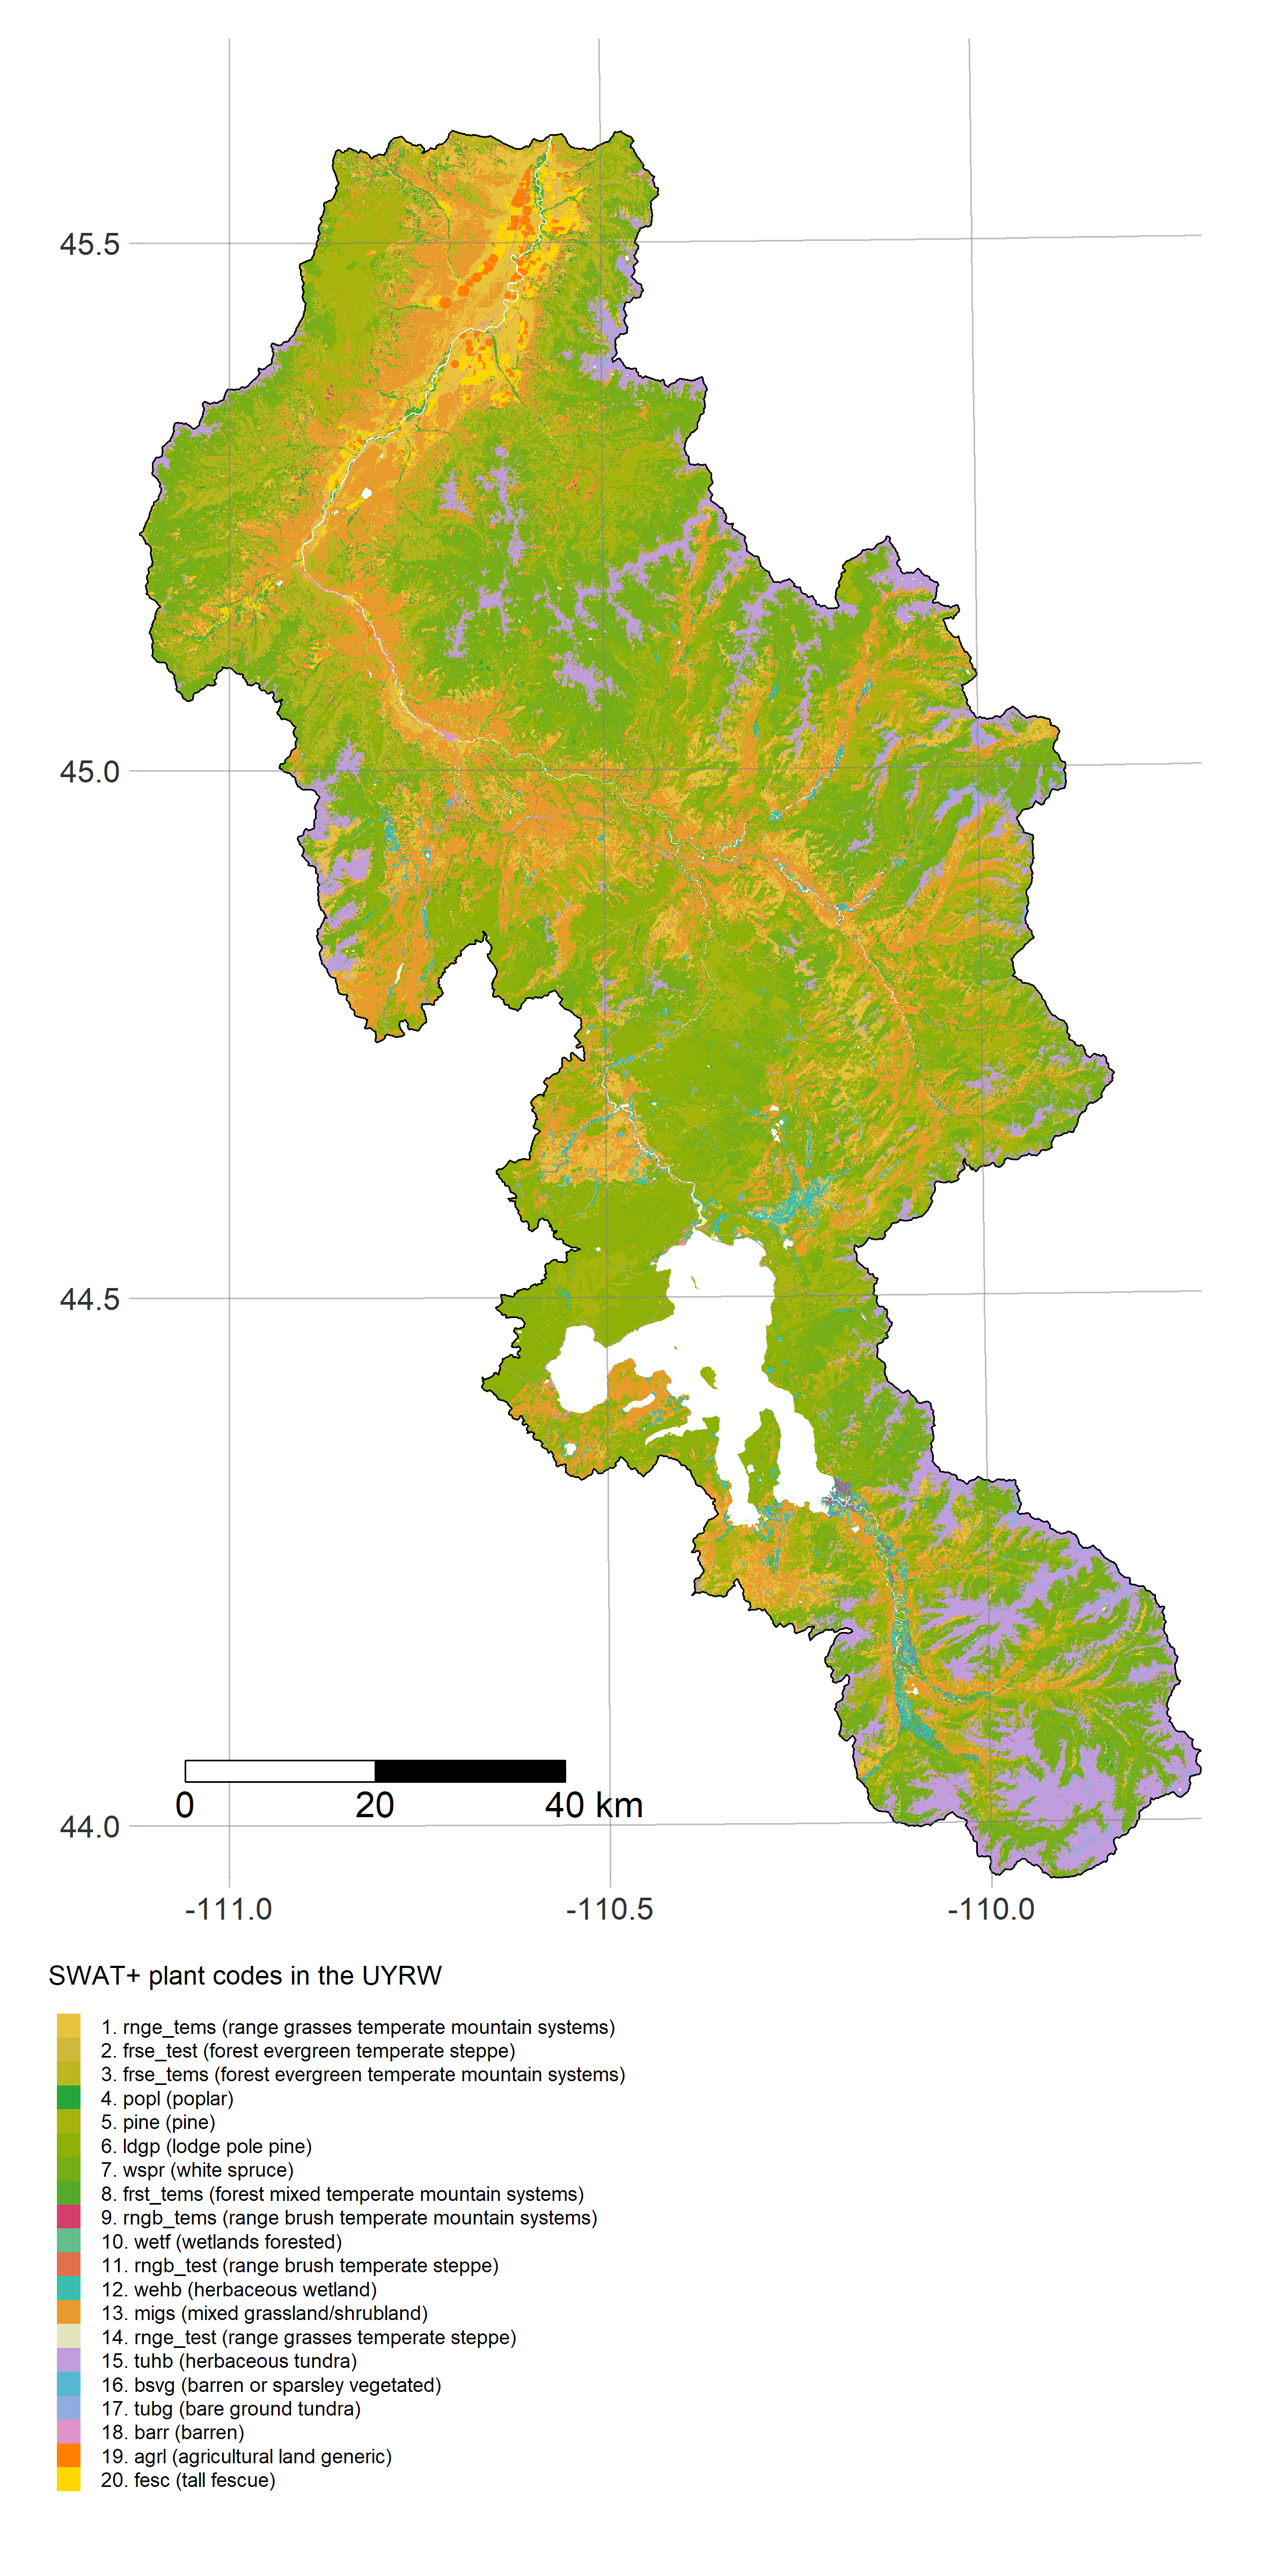 45.5
45.0
44.5
44.0
0 20 40 km
-111.0 -110.5 -110.0
SWAT+ plant codes in the UYRW
1. rnge_tems (range grasses temperate mountain systems)
2. frse_test (forest evergreen temperate steppe)
3. frse_tems (forest evergreen temperate mountain systems)
4. popl (poplar)
5. pine (pine)
6. ldgp (lodge pole pine)
7. wspr (white spruce)
8. frst_tems (forest mixed temperate mountain systems)
9. rngb_tems (range brush temperate mountain systems)
10. wetf (wetlands forested)
11. rngb_test (range brush temperate steppe)
12. wehb (herbaceous wetland)
13. migs (mixed grassland/shrubland)
14. rnge_test (range grasses temperate steppe)
15. tuhb (herbaceous tundra)
16. bsvg (barren or sparsley vegetated)
17. tubg (bare ground tundra)
18. barr (barren)
19. agrl (agricultural land generic)
20. fesc (tall fescue)